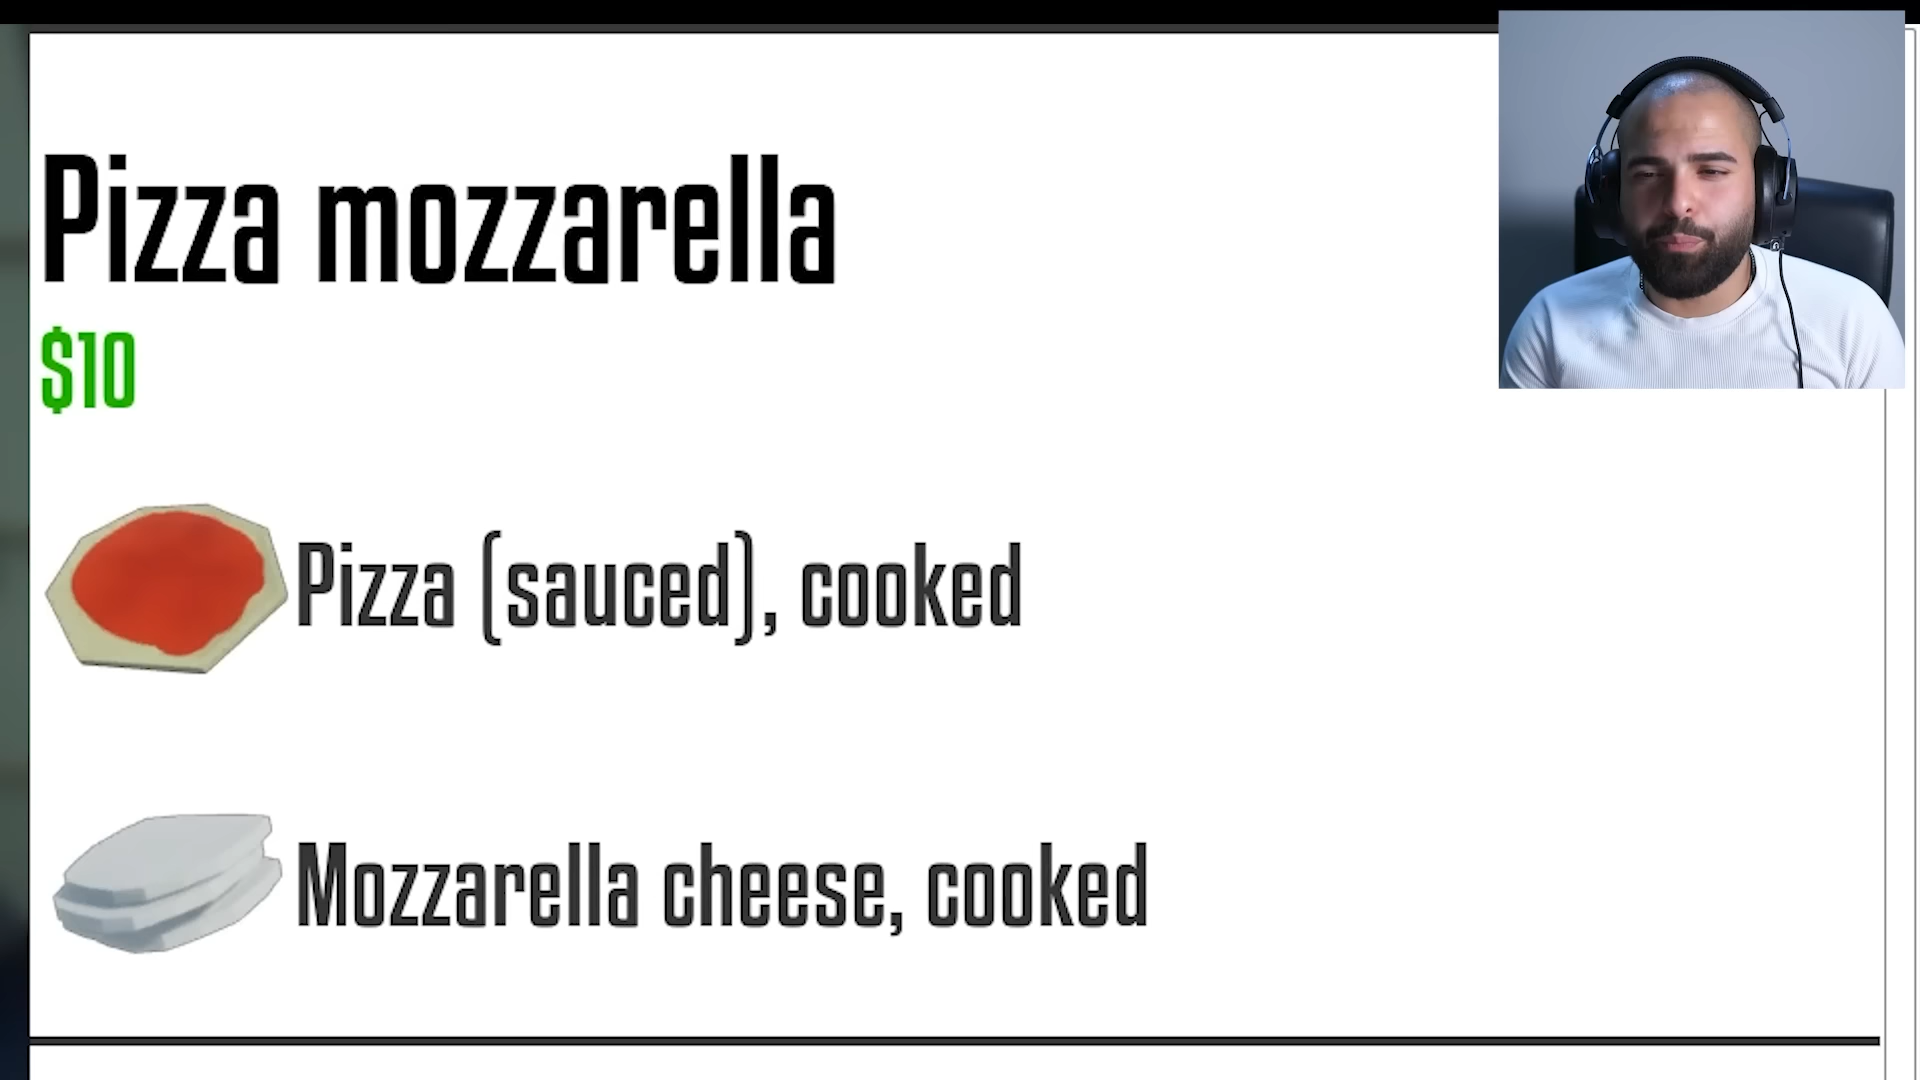 Pizza mozzarella
$10
Pizza (sauced), cooked
Mozzarella cheese, cooked